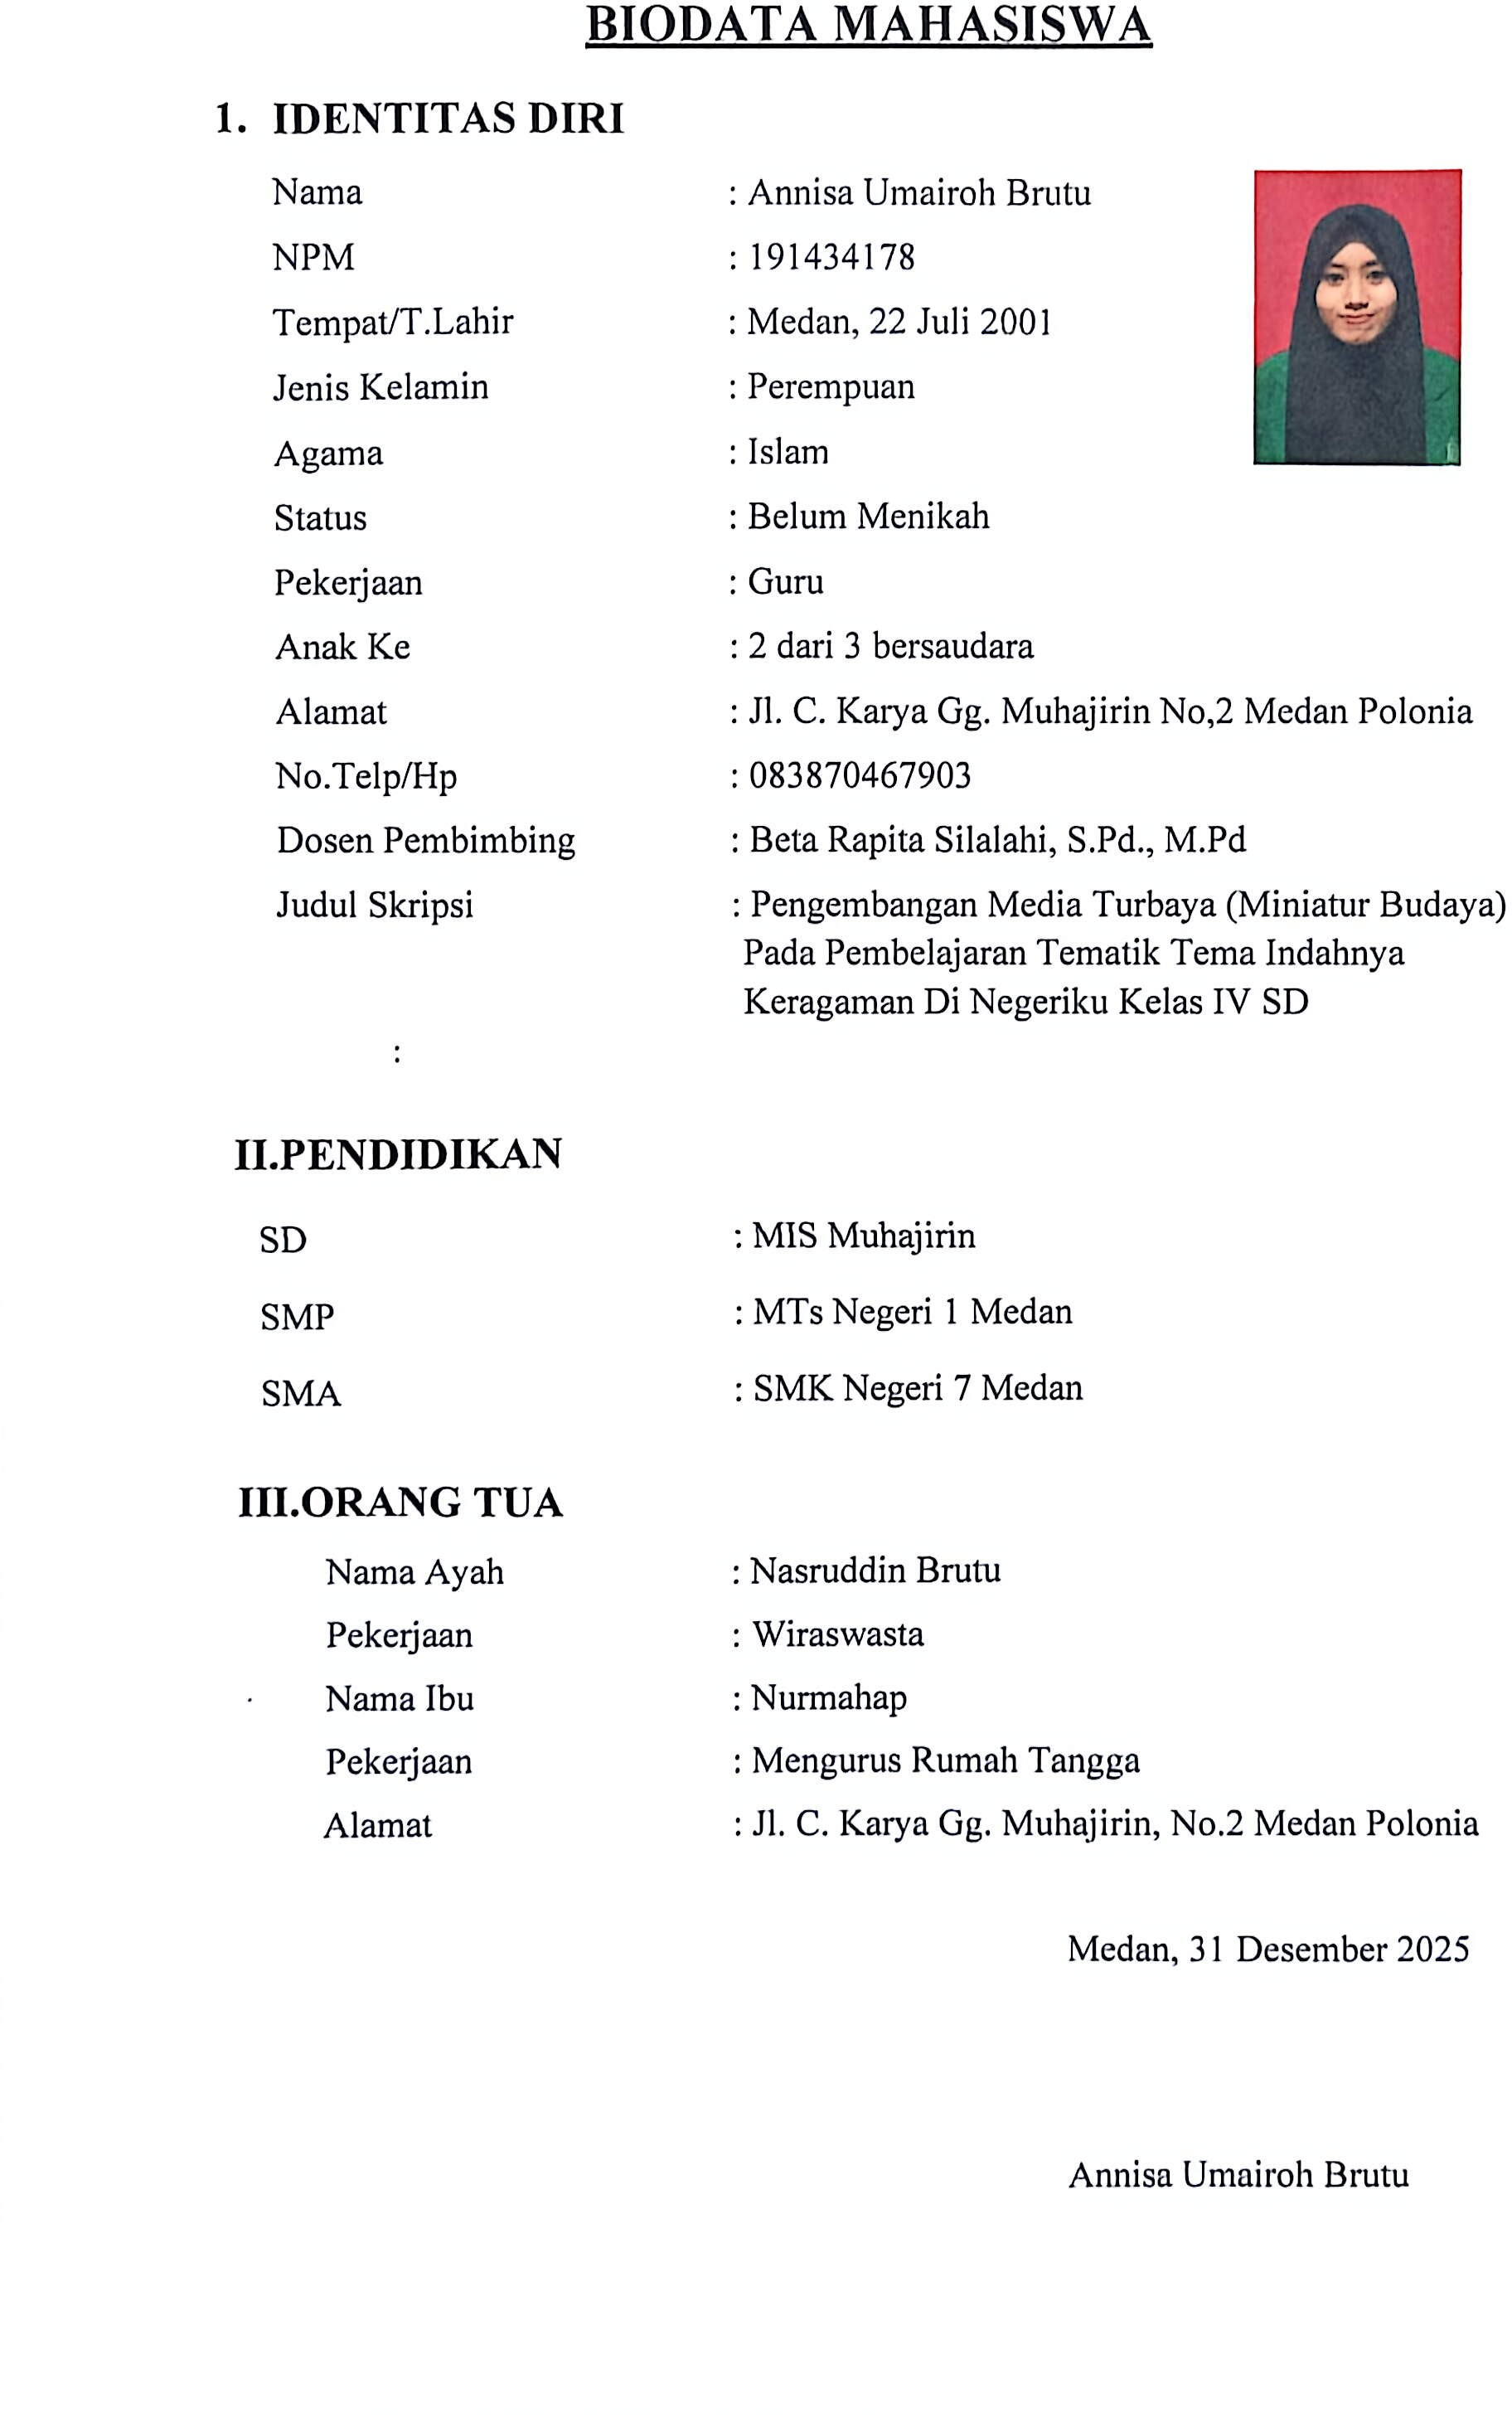 BIODATA MAHASISWA
1. IDENTITAS DIRI
Nama : Annisa Umairoh Brutu
NPM : 191434178
Tempat/T.Lahir : Medan, 22 Juli 2001
Jenis Kelamin : Perempuan
Agama : Islam
Status : Belum Menikah
Pekerjaan : Guru
Anak Ke : 2 dari 3 bersaudara
Alamat : Jl. C. Karya Gg. Muhajirin No,2 Medan Polonia
No.Telp/Hp : 083870467903
Dosen Pembimbing : Beta Rapita Silalahi, S.Pd., M.Pd
Judul Skripsi : Pengembangan Media Turbaya (Miniatur Budaya)
Pada Pembelajaran Tematik Tema Indahnya
Keragaman Di Negeriku Kelas IV SD
:
II.PENDIDIKAN
SD : MIS Muhajirin
SMP : MTs Negeri 1 Medan
SMA : SMK Negeri 7 Medan
III.ORANG TUA
Nama Ayah : Nasruddin Brutu
Pekerjaan : Wiraswasta
Nama Ibu : Nurmahap
Pekerjaan : Mengurus Rumah Tangga
Alamat : Jl. C. Karya Gg. Muhajirin, No.2 Medan Polonia
Medan, 31 Desember 2025
Annisa Umairoh Brutu